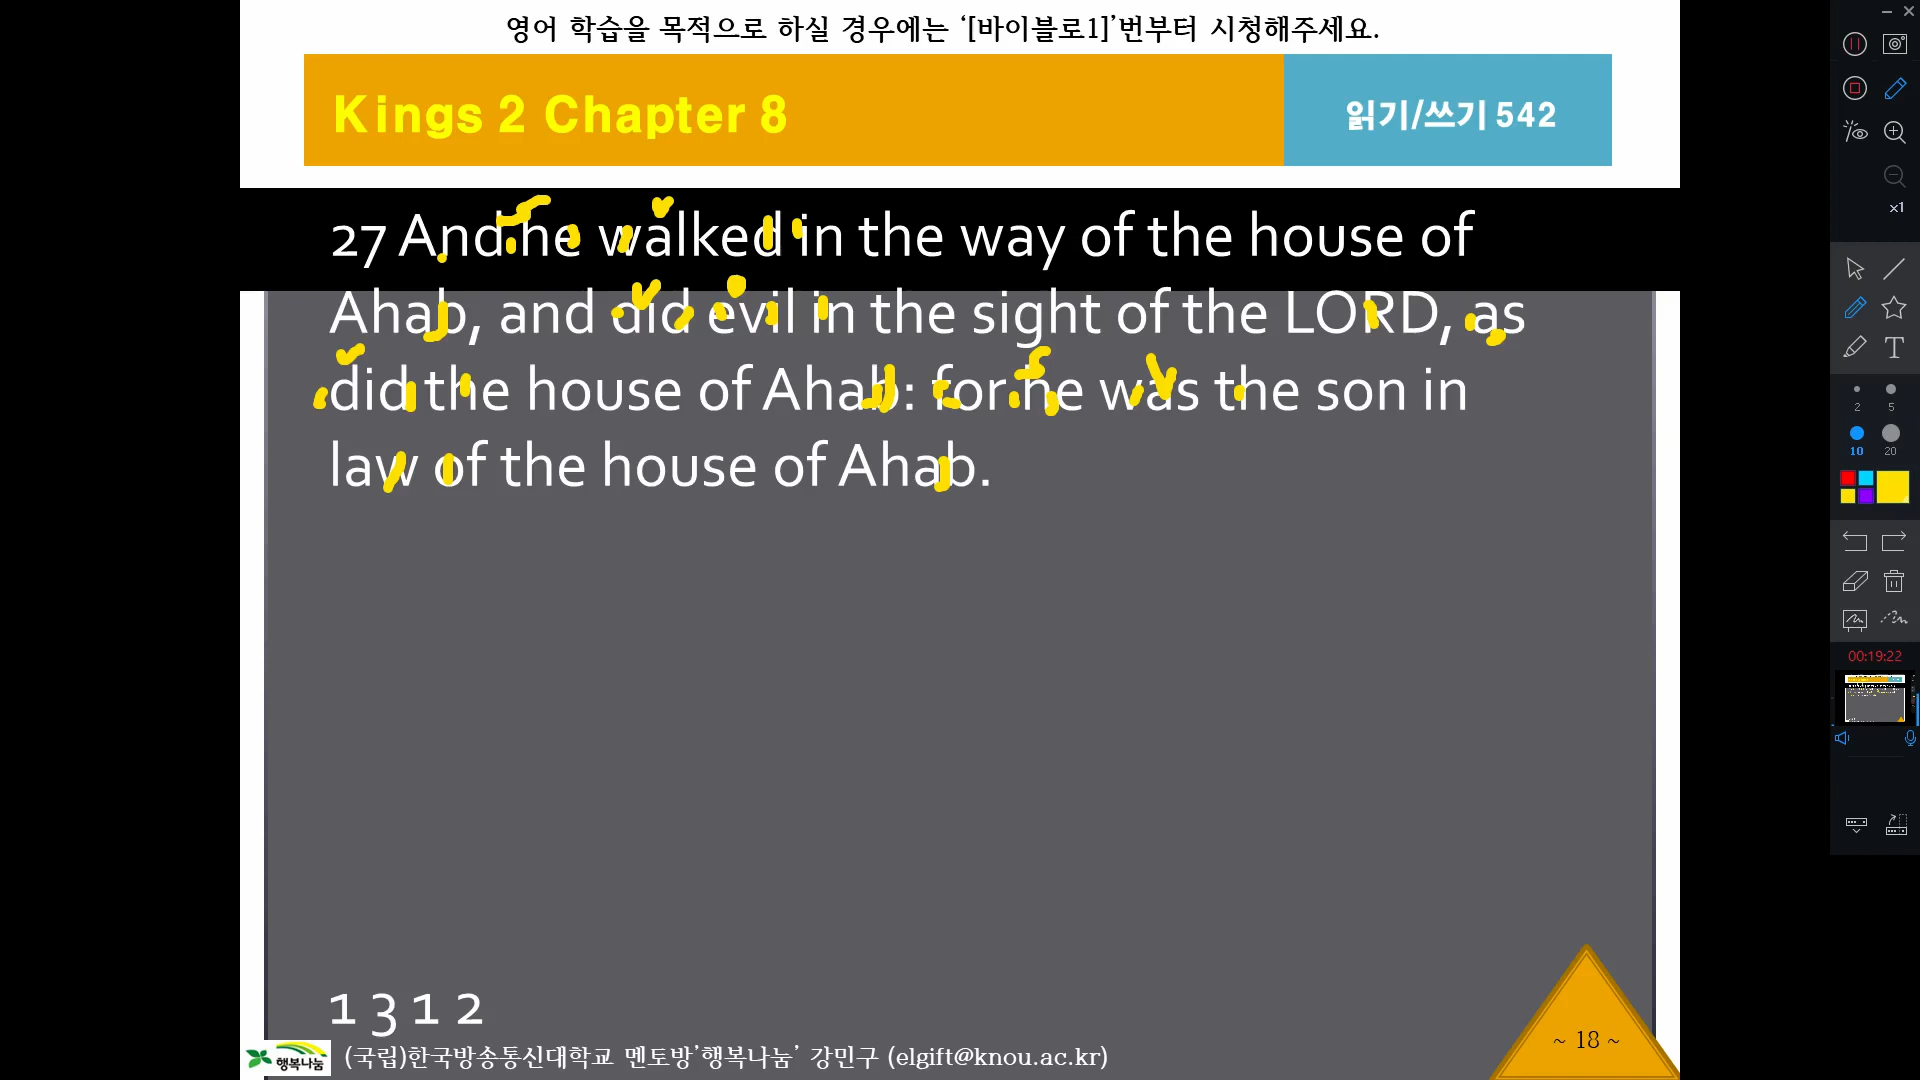 영어 학습을 목적으로 하실 경우에는 ‘[바이블로1]’번부터 시청해주세요.
Kings 2 Chapter 8
읽기/쓰기 542
27 And he walked in the way of the house of
Ahab, and did evil in the sight of the LORD, as
did the house of Ahab: for he was the son in
law of the house of Ahab.
1 3 1 2
행복나눔
(국립)한국방송통신대학교 멘토방’행복나눔’ 강민구 (elgift@knou.ac.kr)
~ 18 ~
x1
T
2 5
10 20
00:19:22